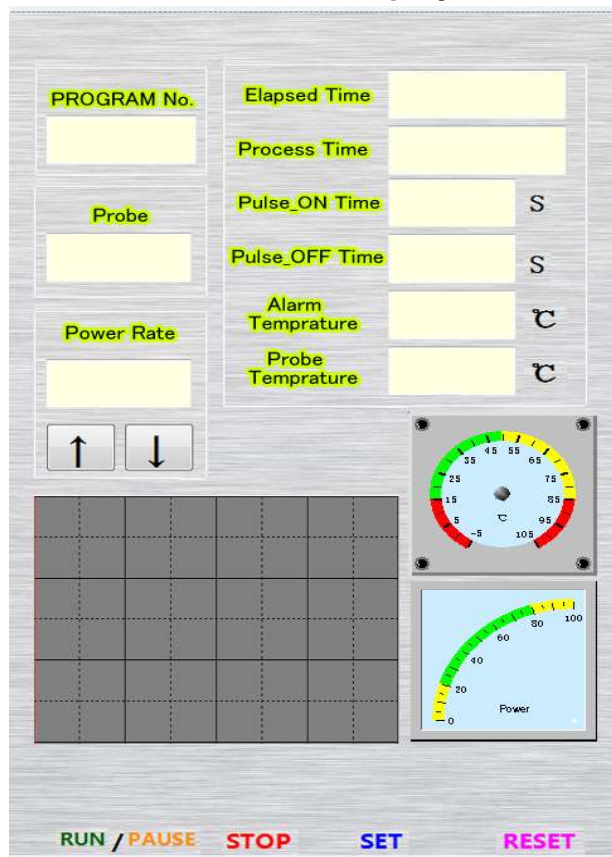 PROGRAM No.
Probe
Power Rate
↑ ↓
Elapsed Time
Process Time
Pulse_ON Time S
Pulse_OFF Time S
Alarm
Temprature ℃
Probe
Temprature ℃
-5 5 15 25 35 45 55 65 75 85 95 105
℃
0 20 40 60 80 100
Power
RUN / PAUSE STOP SET RESET